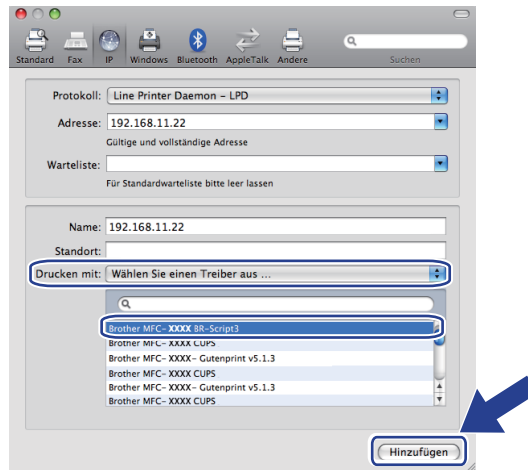 Standard Fax IP Windows Bluetooth AppleTalk Andere Suchen
Protokoll: Line Printer Daemon – LPD
Adresse: 192.168.11.22
Gültige und vollständige Adresse
Warteliste:
Für Standardwarteliste bitte leer lassen
Name: 192.168.11.22
Standort:
Drucken mit: Wählen Sie einen Treiber aus ...
Brother MFC- XXXX BR-Script3
Brother MFC- XXXX CUPS
Brother MFC- XXXX- Gutenprint v5.1.3
Brother MFC- XXXX CUPS
Brother MFC- XXXX- Gutenprint v5.1.3
Brother MFC- XXXX CUPS
Hinzufügen